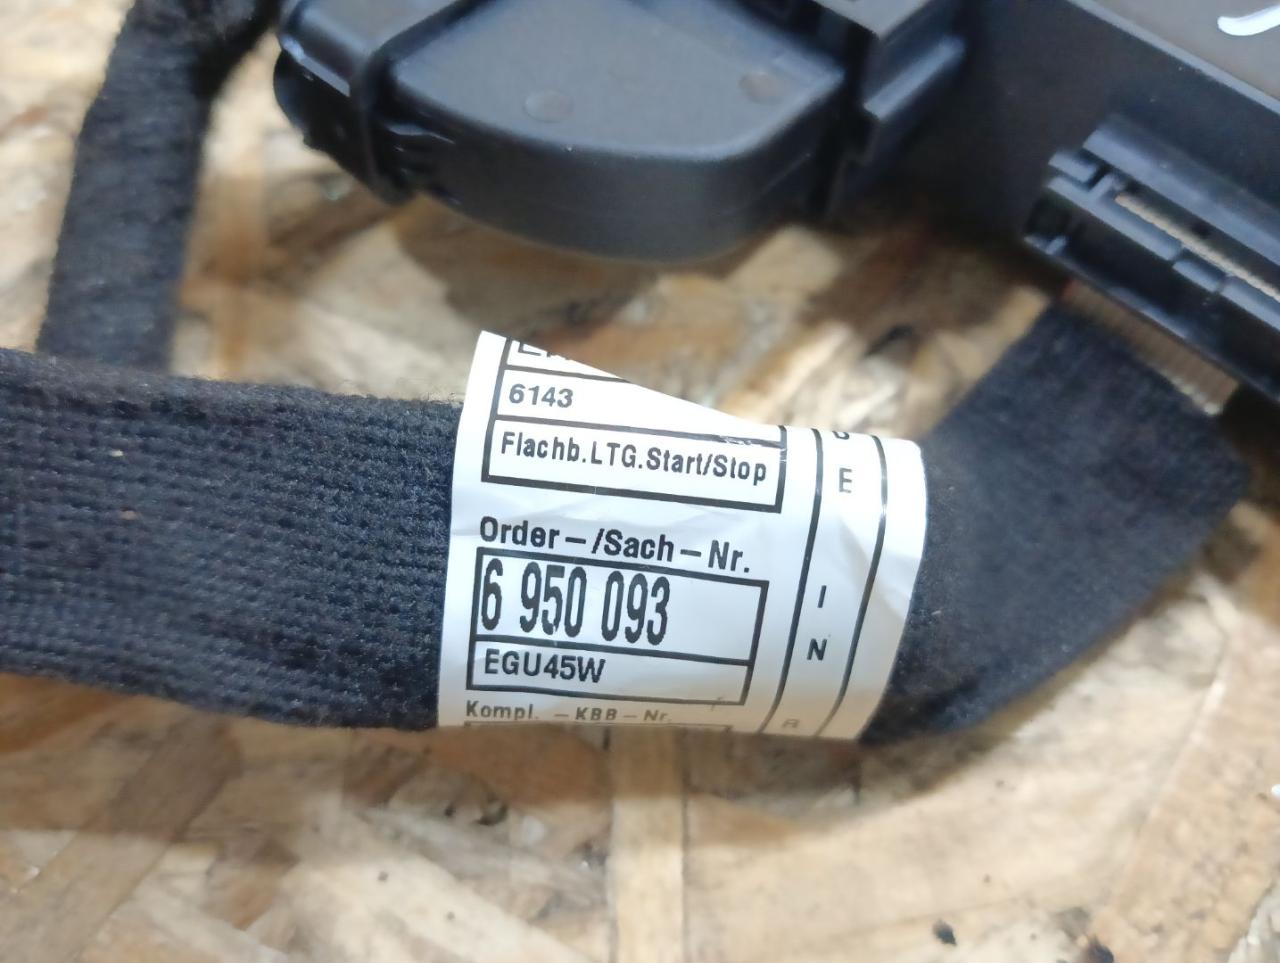 6143
Flachb.LTG.Start/Stop
Order-/Sach-Nr.
6 950 093
EGU45W
Kompl. - KBB - Nr.
E
I
N